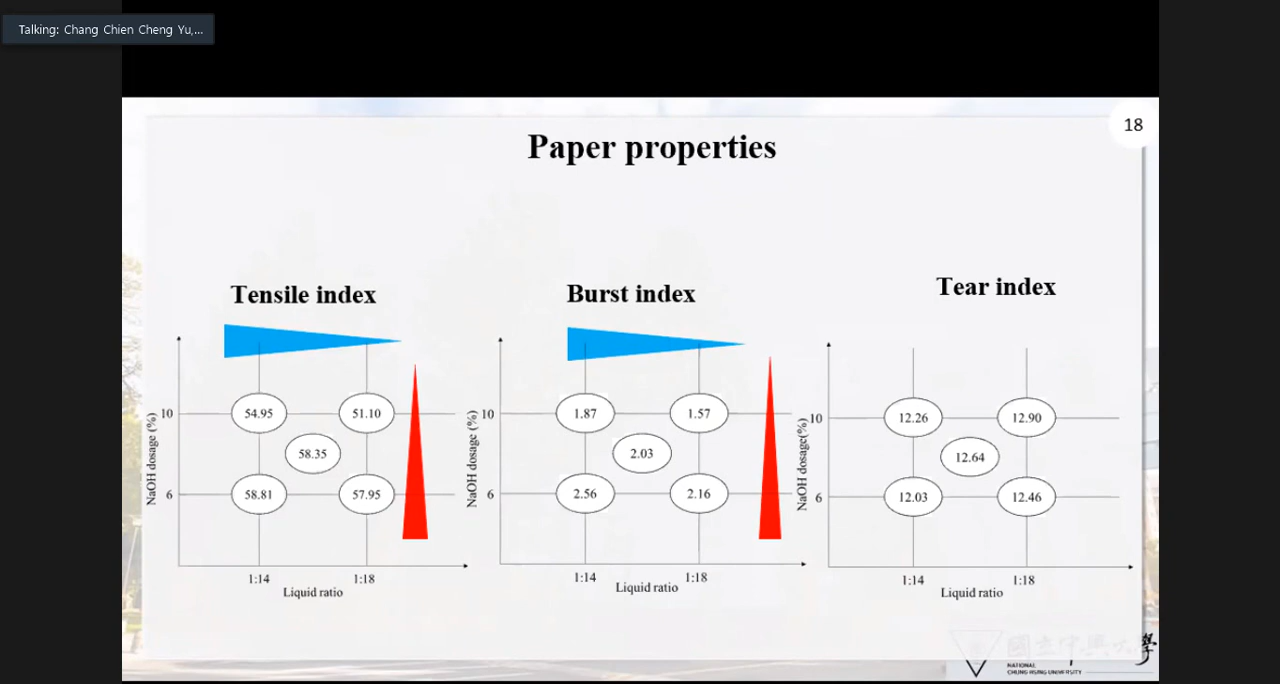 Talking: Chang Chien Cheng Yu,...
18
Paper properties
Tensile index
NaOH dosage (%)
10
54.95
51.10
58.35
6
58.81
57.95
1:14
1:18
Liquid ratio
Burst index
NaOH dosage (%)
10
1.87
1.57
2.03
6
2.56
2.16
1:14
1:18
Liquid ratio
Tear index
NaOH dosage(%)
10
12.26
12.90
12.64
6
12.03
12.46
1:14
1:18
Liquid ratio
國立中興大學
NATIONAL
CHUNG HSING UNIVERSITY